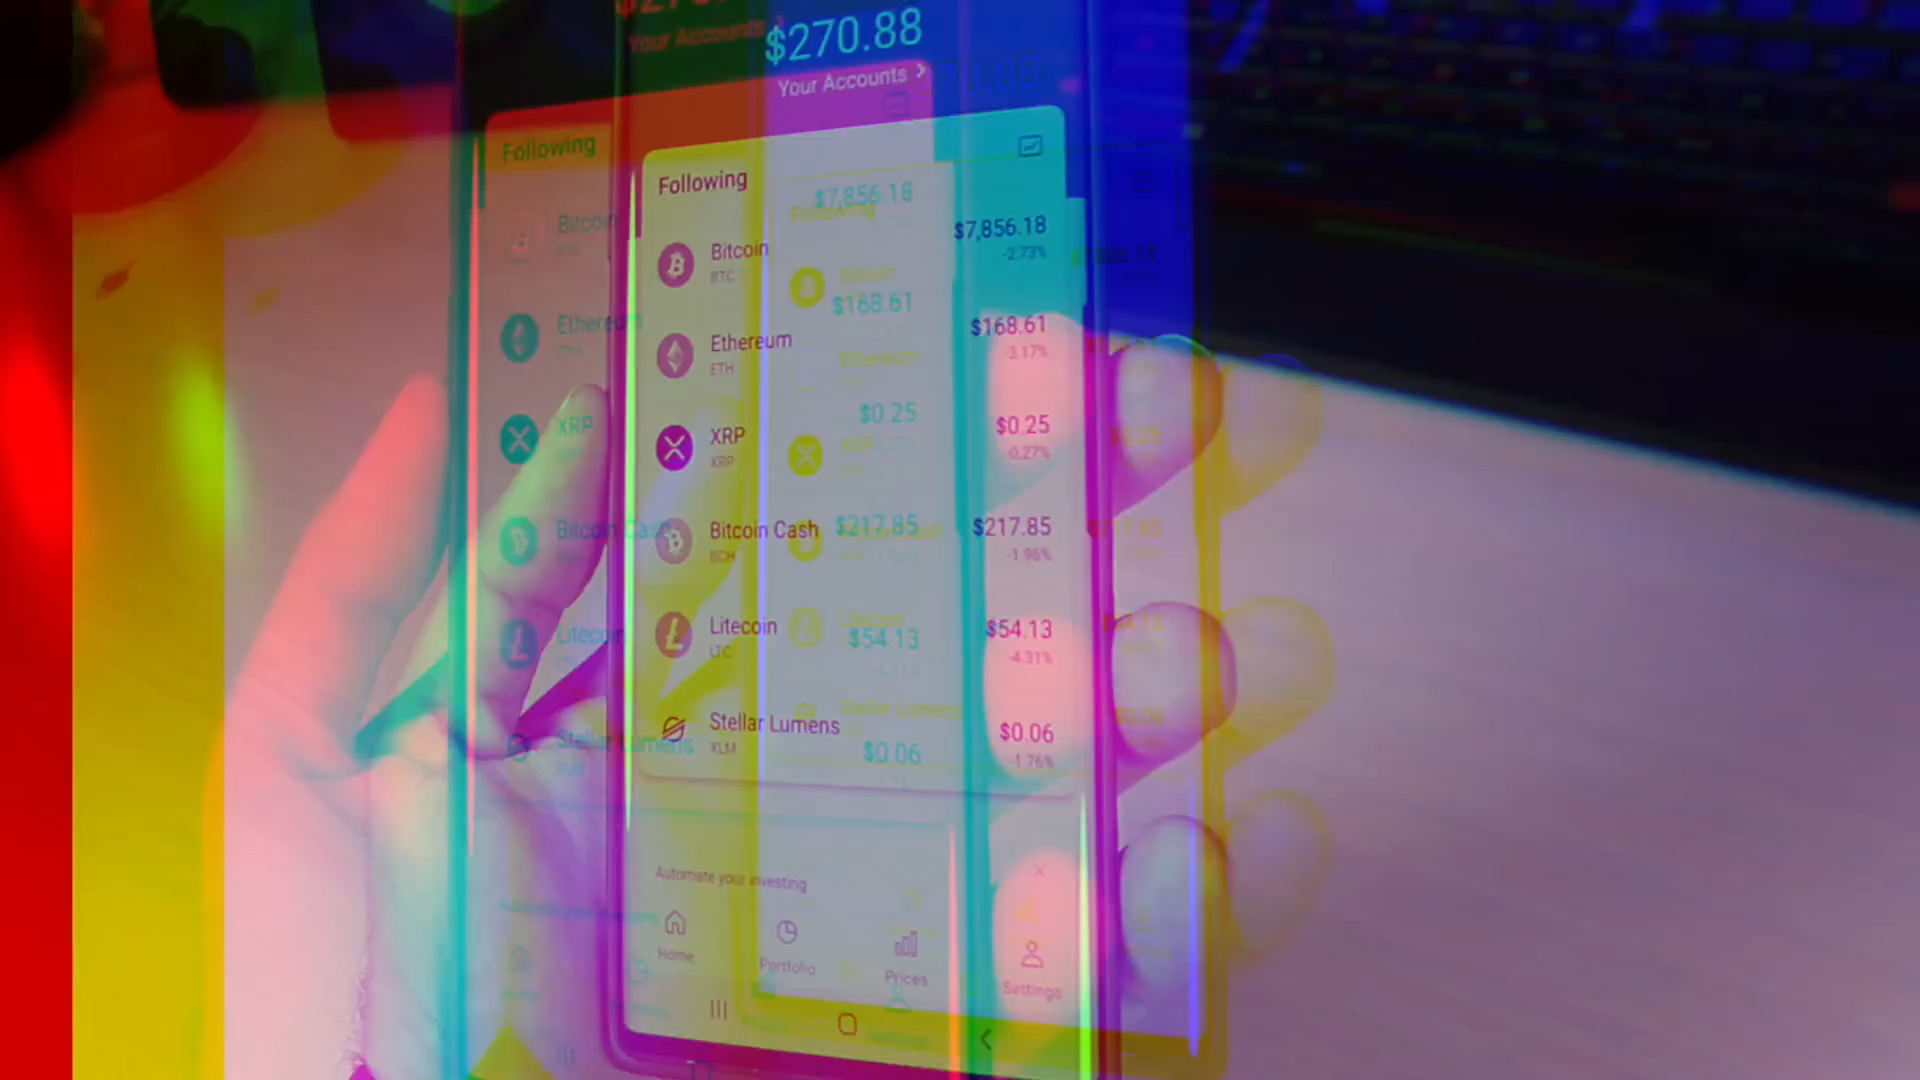 $270.88
Your Accounts >
Following
Bitcoin $7,856.18
BTC -2.73%
Ethereum $168.61
ETH 3.17%
XRP $0.25
XRP -0.27%
Bitcoin Cash $217.85
BCH -1.96%
Litecoin $54.13
LTC -4.31%
Stellar Lumens $0.06
XLM -1.76%
Automate your investing
Home Portfolio Prices Settings